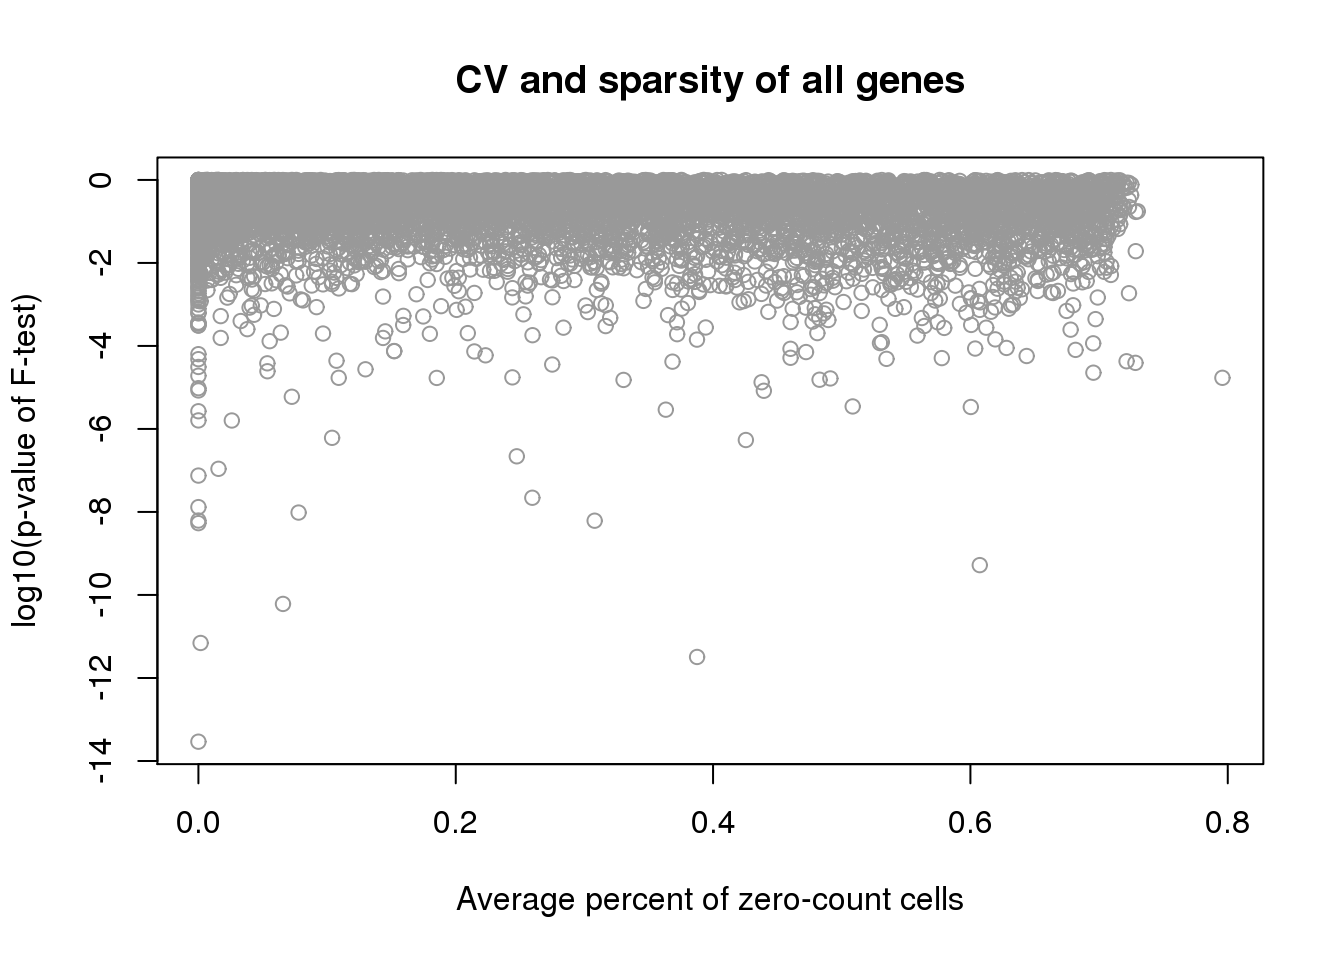 CV and sparsity of all genes
log10(p-value of F-test)
0
-2
-4
-6
-8
-10
-12
-14
0.0 0.2 0.4 0.6 0.8
Average percent of zero-count cells